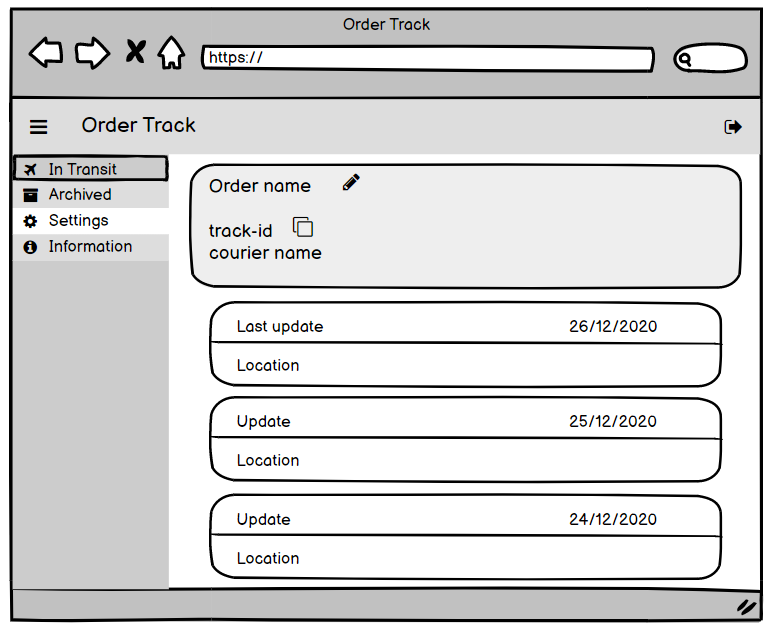 Order Track
https://
Order Track
In Transit
Archived
Settings
Information
Order name
track-id
courier name
Last update 26/12/2020
Location
Update 25/12/2020
Location
Update 24/12/2020
Location